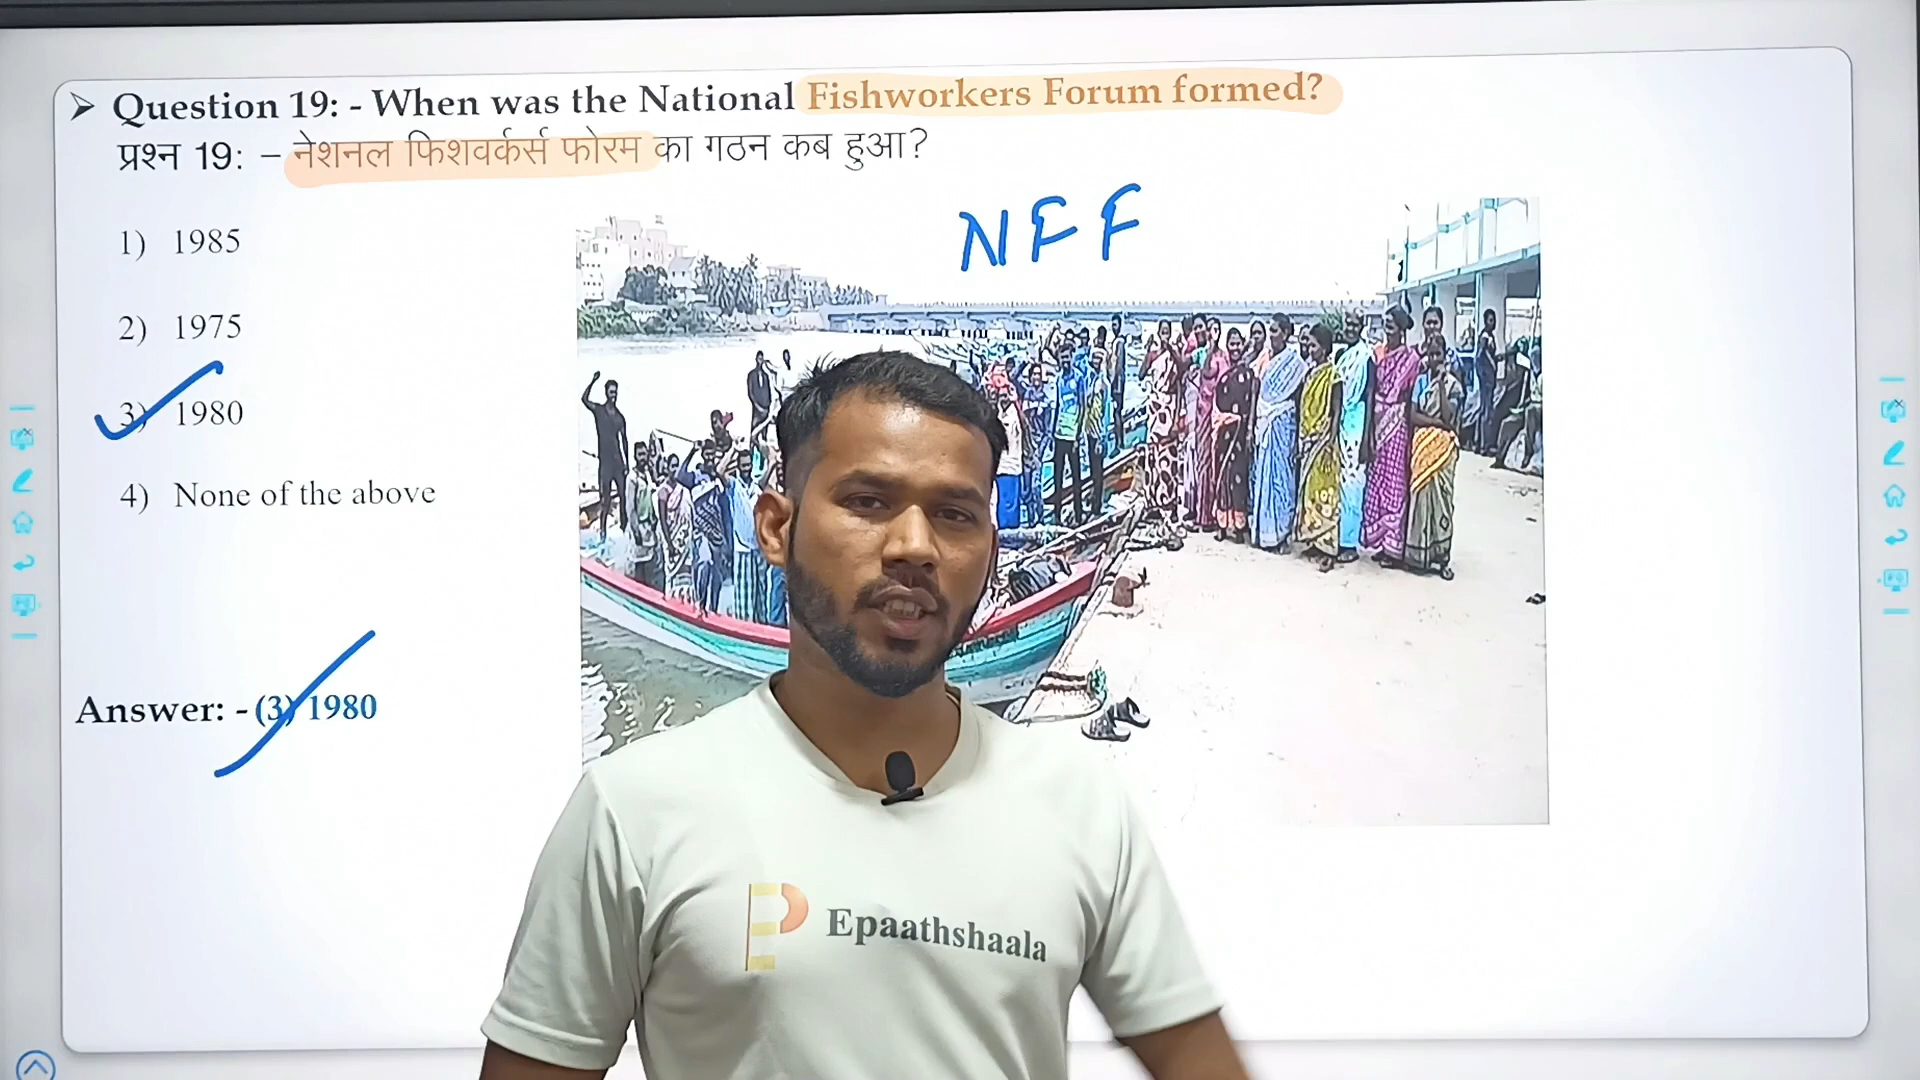 ➤ Question 19: - When was the National Fishworkers Forum formed?
प्रश्न 19: – नेशनल फिशवर्कर्स फोरम का गठन कब हुआ?
NFF
1) 1985
2) 1975
3) 1980
4) None of the above
Answer: - (3) 1980
Epaathshaala